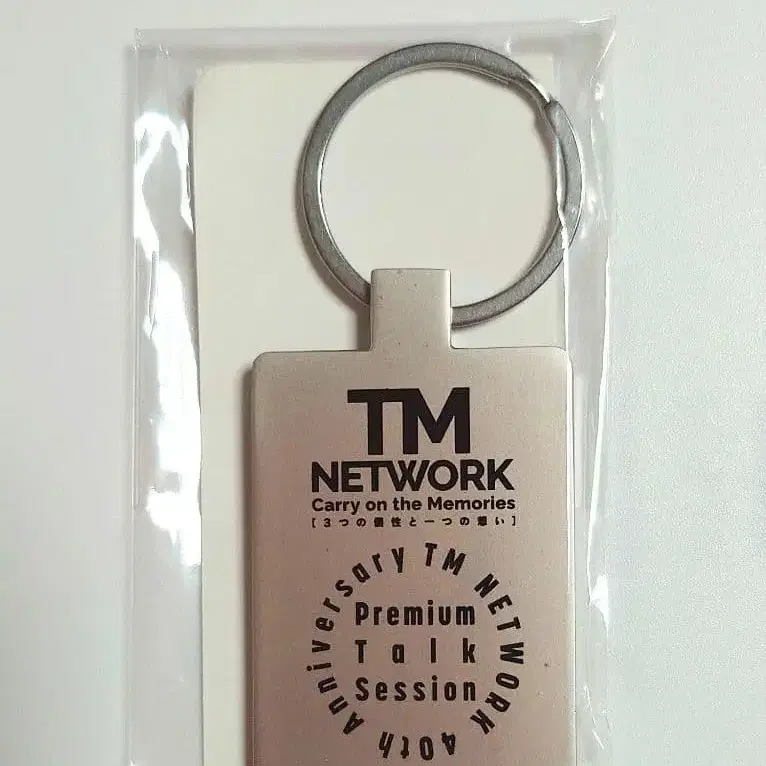 TM
NETWORK
Carry on the Memories
[3つの個性と一つの想い]
TM NETWORK 40th Anniversary
Premium
Talk
Session